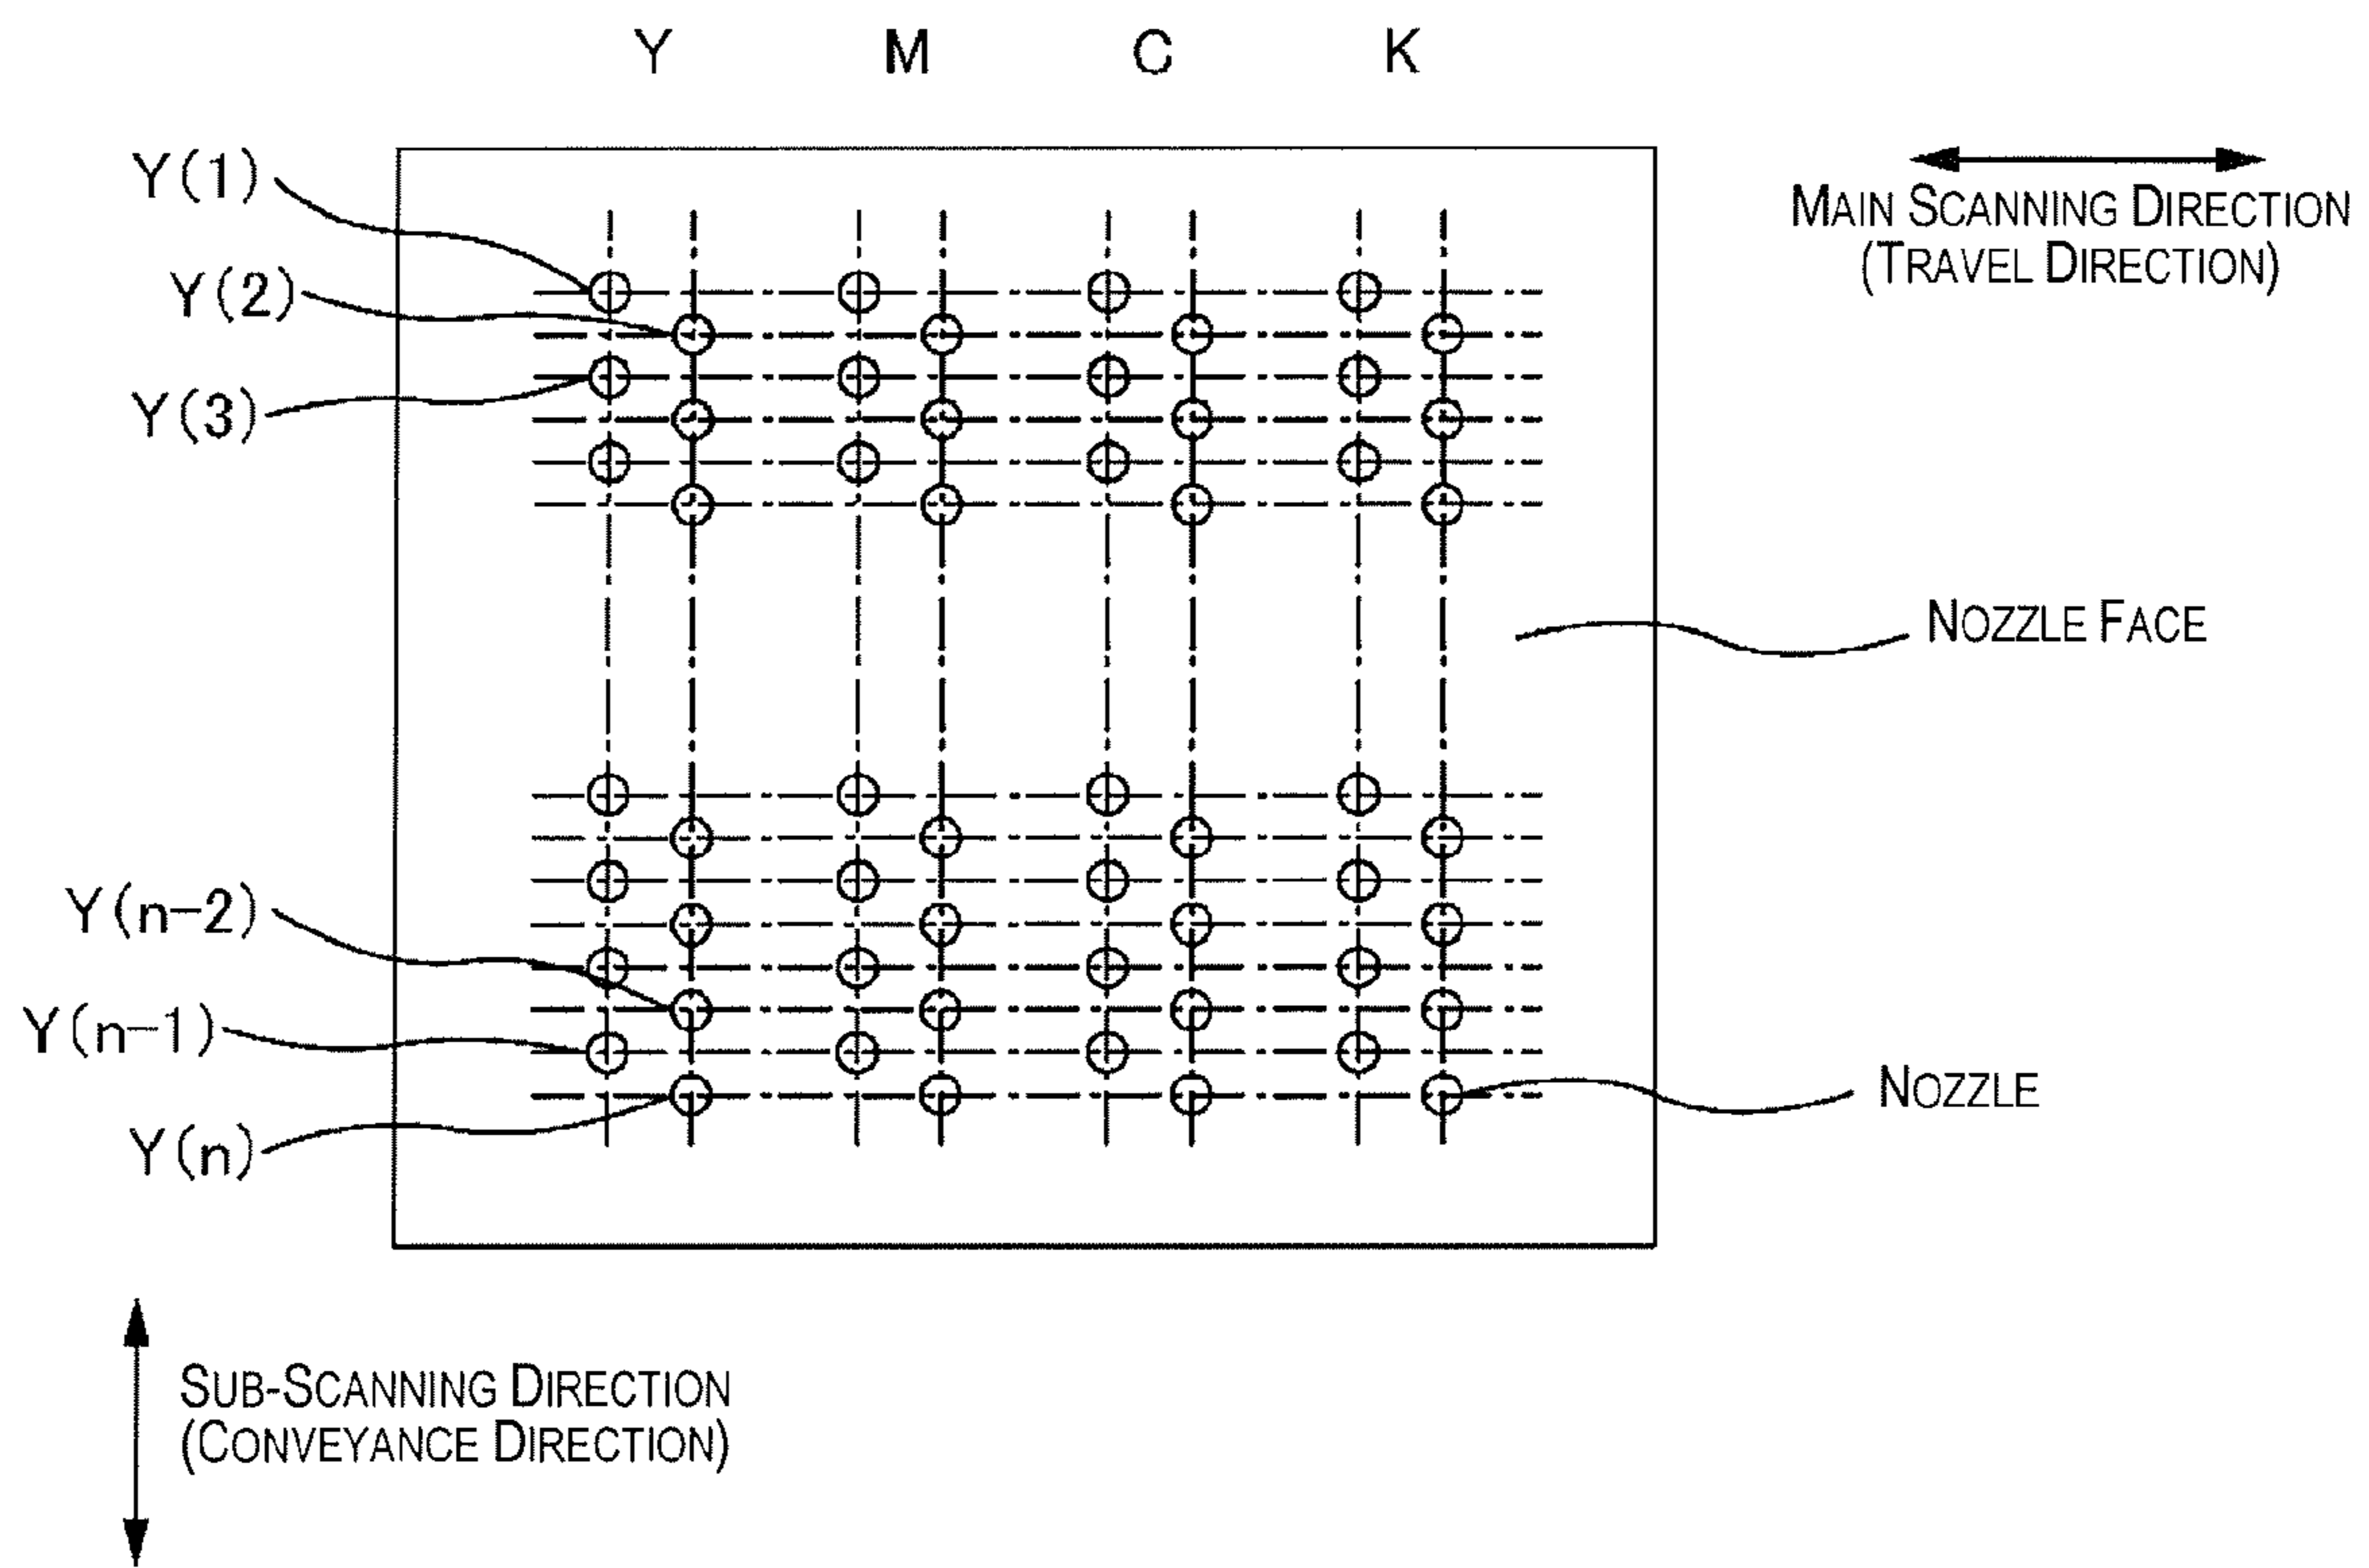 Y M C K
Y(1)
MAIN SCANNING DIRECTION
(TRAVEL DIRECTION)
Y(2)
Y(3)
NOZZLE FACE
Y(n-2)
Y(n-1)
NOZZLE
Y(n)
SUB-SCANNING DIRECTION
(CONVEYANCE DIRECTION)